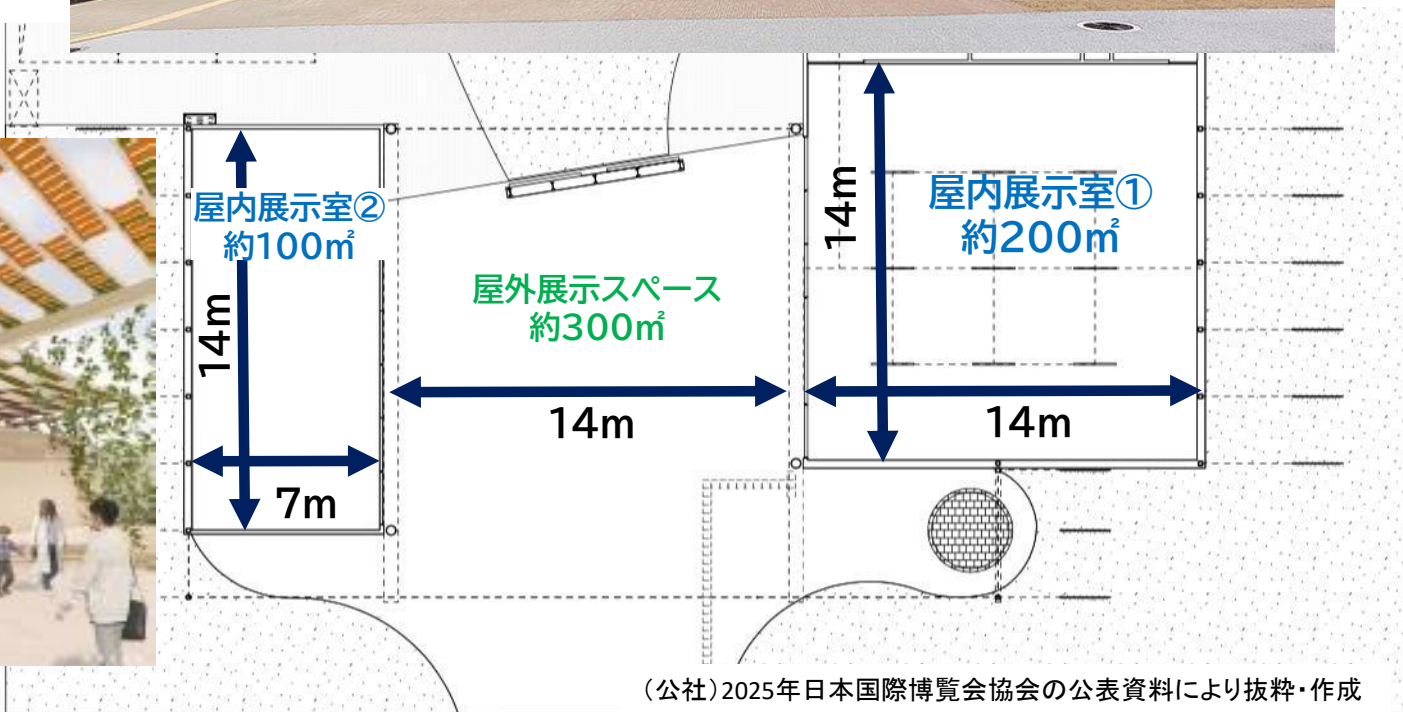 屋内展示室②
約100㎡
14m
7m
屋外展示スペース
約300㎡
14m
屋内展示室①
約200㎡
14m
14m
（公社）2025年日本国際博覧会協会の公表資料により抜粋・作成